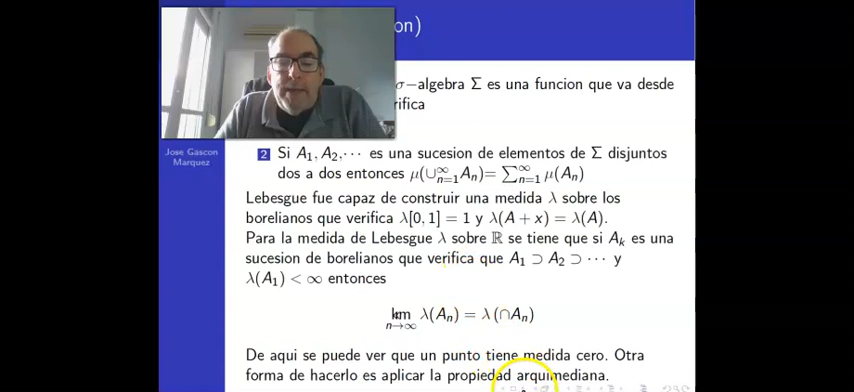 on)
σ−algebra Σ es una funcion que va desde
rifica
Jose Gascon
Marquez
2 Si A₁, A₂, ⋯ es una sucesion de elementos de Σ disjuntos
dos a dos entonces μ(∪ₙ₌₁^∞ Aₙ)= ∑ₙ₌₁^∞ μ(Aₙ)
Lebesgue fue capaz de construir una medida λ sobre los
borelianos que verifica λ[0, 1] = 1 y λ(A + x) = λ(A).
Para la medida de Lebesgue λ sobre ℝ se tiene que si Aₖ es una
sucesion de borelianos que verifica que A₁ ⊃ A₂ ⊃ ⋯ y
λ(A₁) < ∞ entonces
lim n→∞ λ(Aₙ) = λ (∩Aₙ)
De aqui se puede ver que un punto tiene medida cero. Otra
forma de hacerlo es aplicar la propiedad arquimediana.